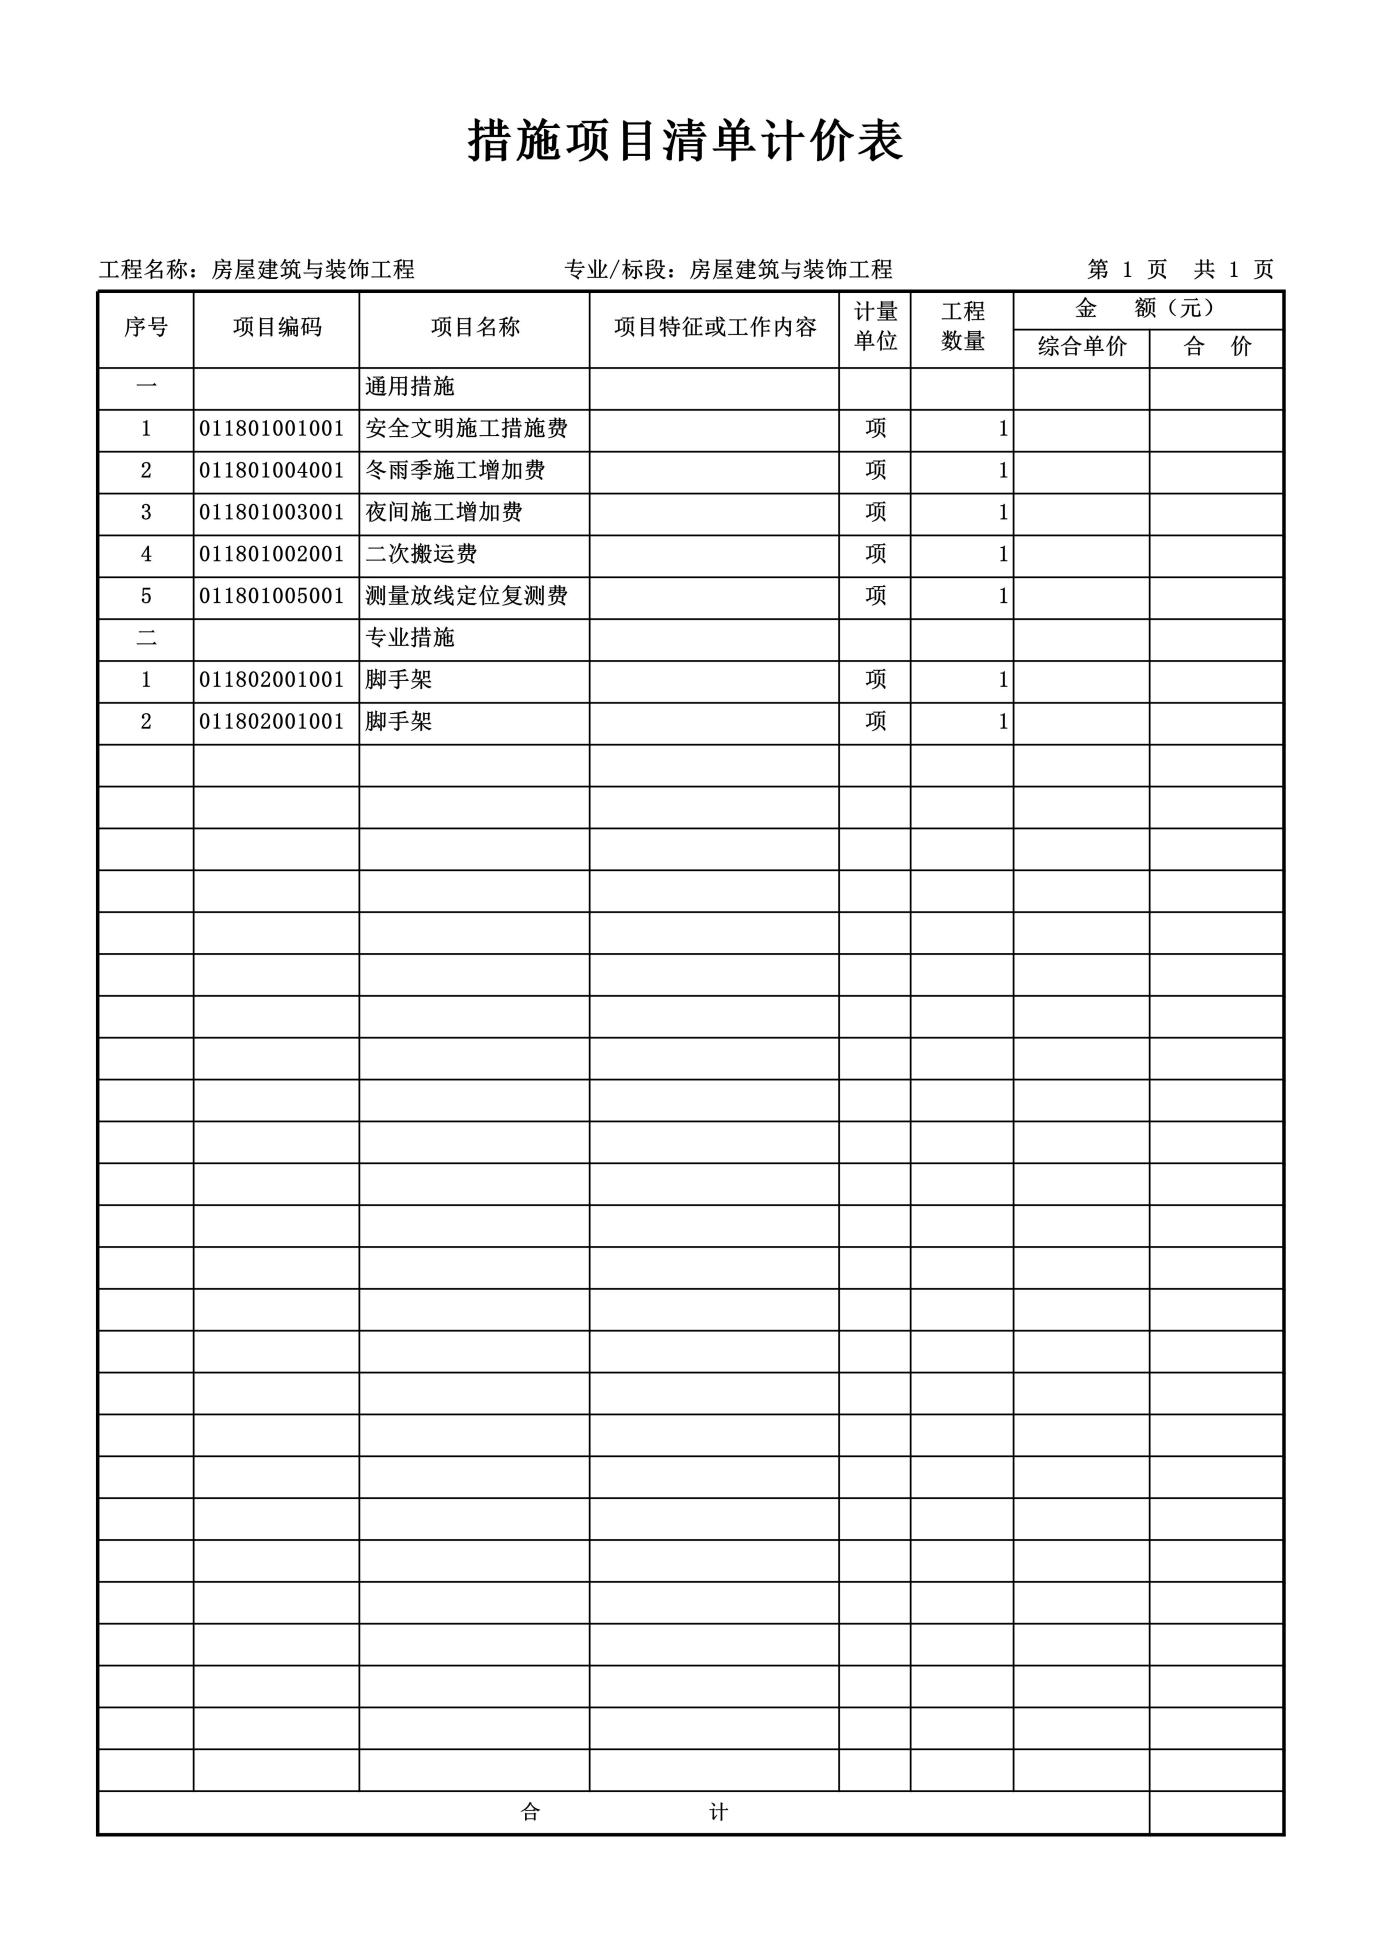 措施项目清单计价表
工程名称：房屋建筑与装饰工程 专业/标段：房屋建筑与装饰工程 第 1 页 共 1 页
序号 项目编码 项目名称 项目特征或工作内容 计量单位 工程数量 金 额（元）
综合单价 合 价
一 通用措施
1 011801001001 安全文明施工措施费 项 1
2 011801004001 冬雨季施工增加费 项 1
3 011801003001 夜间施工增加费 项 1
4 011801002001 二次搬运费 项 1
5 011801005001 测量放线定位复测费 项 1
二 专业措施
1 011802001001 脚手架 项 1
2 011802001001 脚手架 项 1
合 计